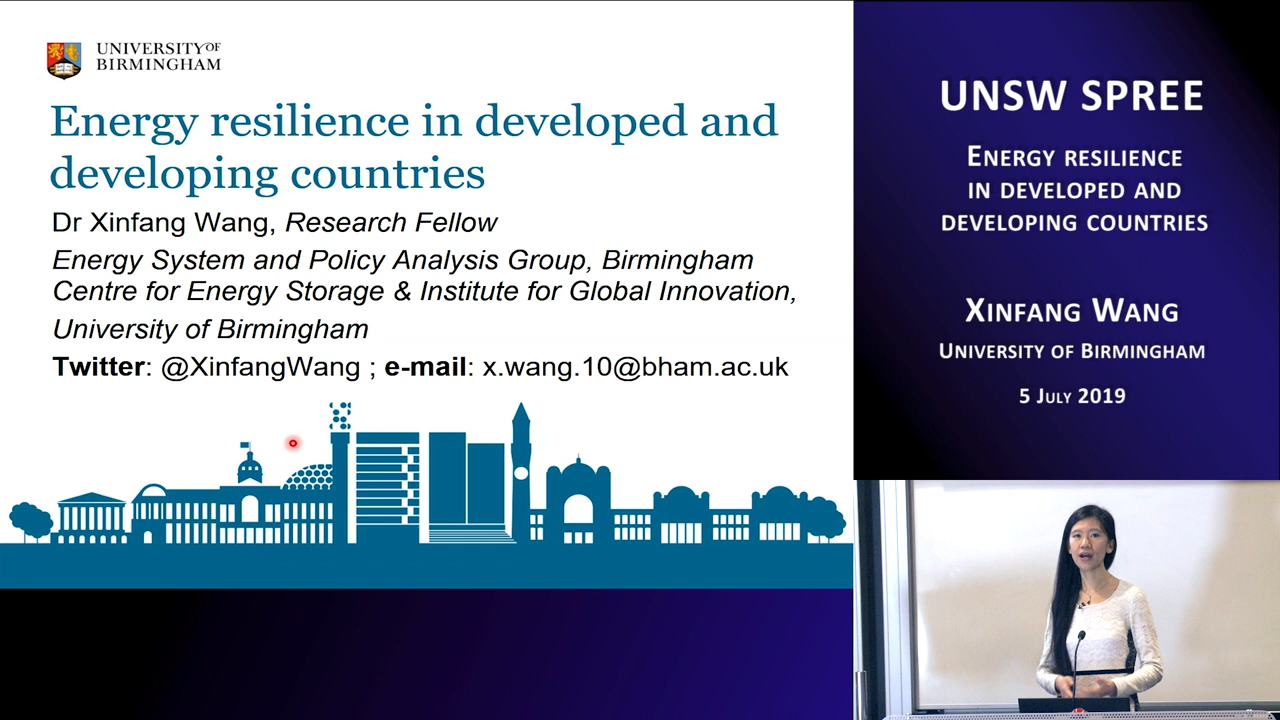 UNIVERSITY OF
BIRMINGHAM
Energy resilience in developed and
developing countries
Dr Xinfang Wang, Research Fellow
Energy System and Policy Analysis Group, Birmingham
Centre for Energy Storage & Institute for Global Innovation,
University of Birmingham
Twitter: @XinfangWang ; e-mail: x.wang.10@bham.ac.uk
UNSW SPREE
ENERGY RESILIENCE
IN DEVELOPED AND
DEVELOPING COUNTRIES
XINFANG WANG
UNIVERSITY OF BIRMINGHAM
5 JULY 2019